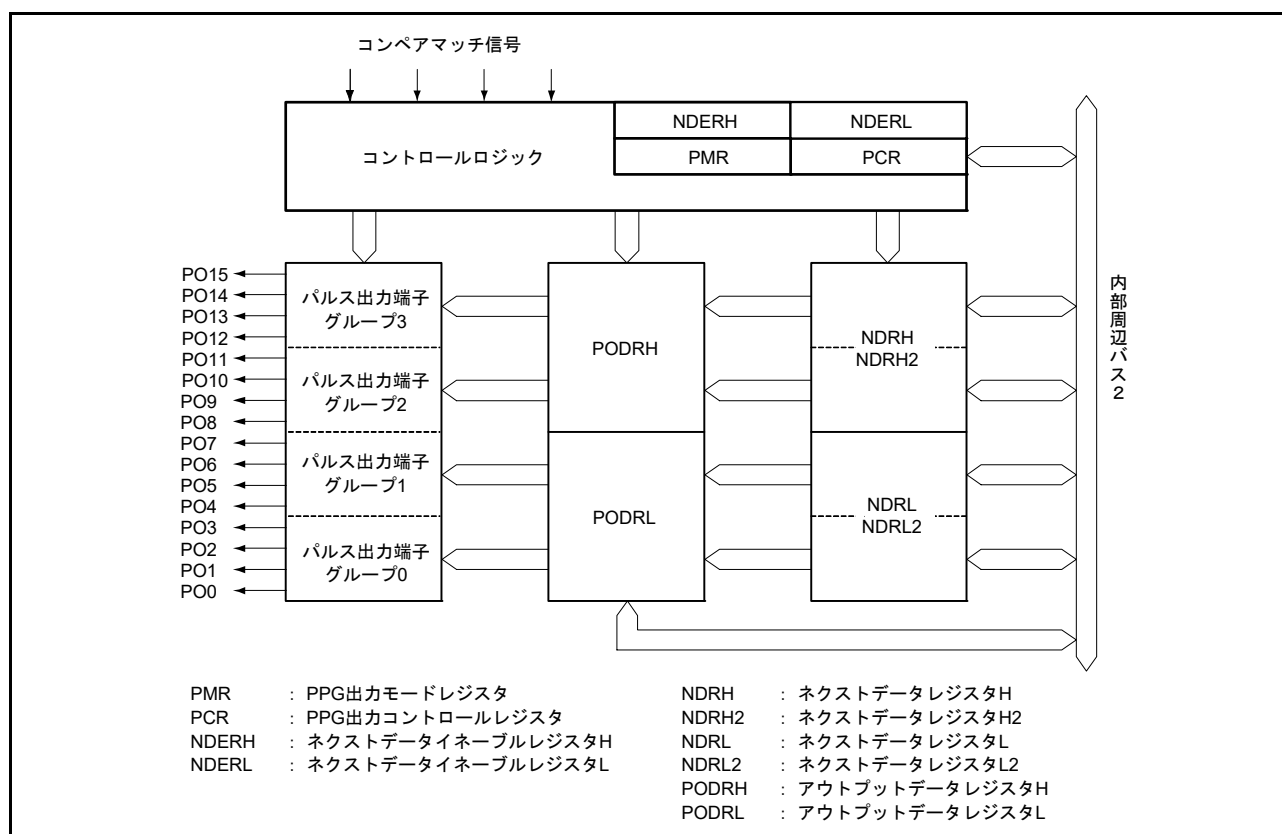 コンペアマッチ信号
NDERH
NDERL
コントロールロジック
PMR
PCR
PO15
PO14
PO13
PO12
PO11
PO10
PO9
PO8
PO7
PO6
PO5
PO4
PO3
PO2
PO1
PO0
パルス出力端子
グループ3
パルス出力端子
グループ2
パルス出力端子
グループ1
パルス出力端子
グループ0
PODRH
PODRL
NDRH
NDRH2
NDRL
NDRL2
内部周辺バス2
PMR : PPG出力モードレジスタ
PCR : PPG出力コントロールレジスタ
NDERH : ネクストデータイネーブルレジスタH
NDERL : ネクストデータイネーブルレジスタL
NDRH : ネクストデータレジスタH
NDRH2 : ネクストデータレジスタH2
NDRL : ネクストデータレジスタL
NDRL2 : ネクストデータレジスタL2
PODRH : アウトプットデータレジスタH
PODRL : アウトプットデータレジスタL